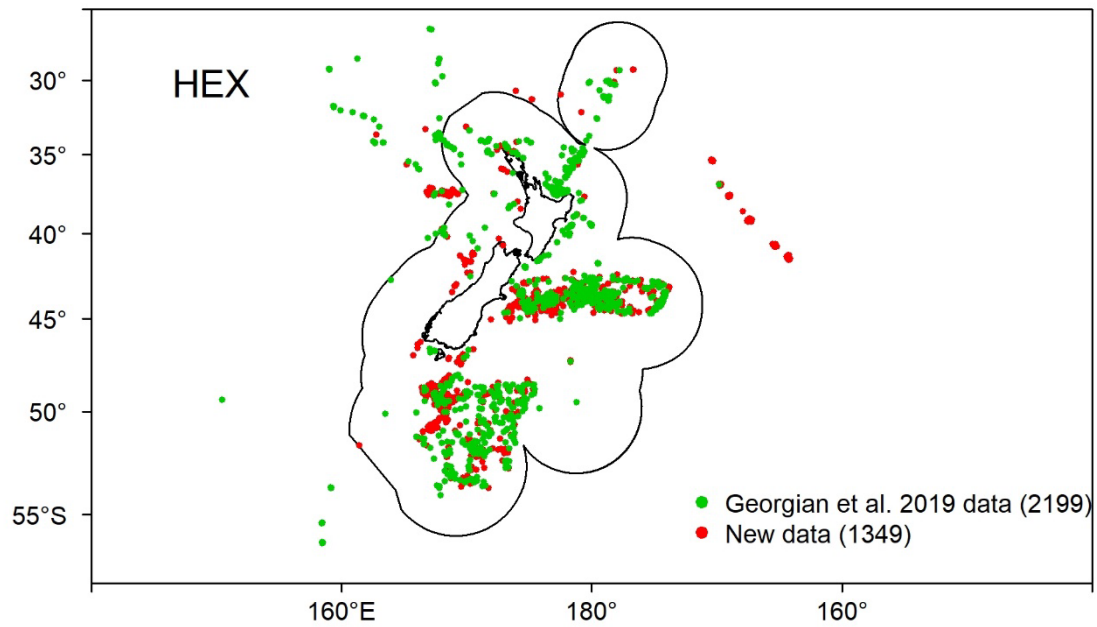 HEX
30°
35°
40°
45°
50°
55°S
Georgian et al. 2019 data (2199)
New data (1349)
160°E
180°
160°